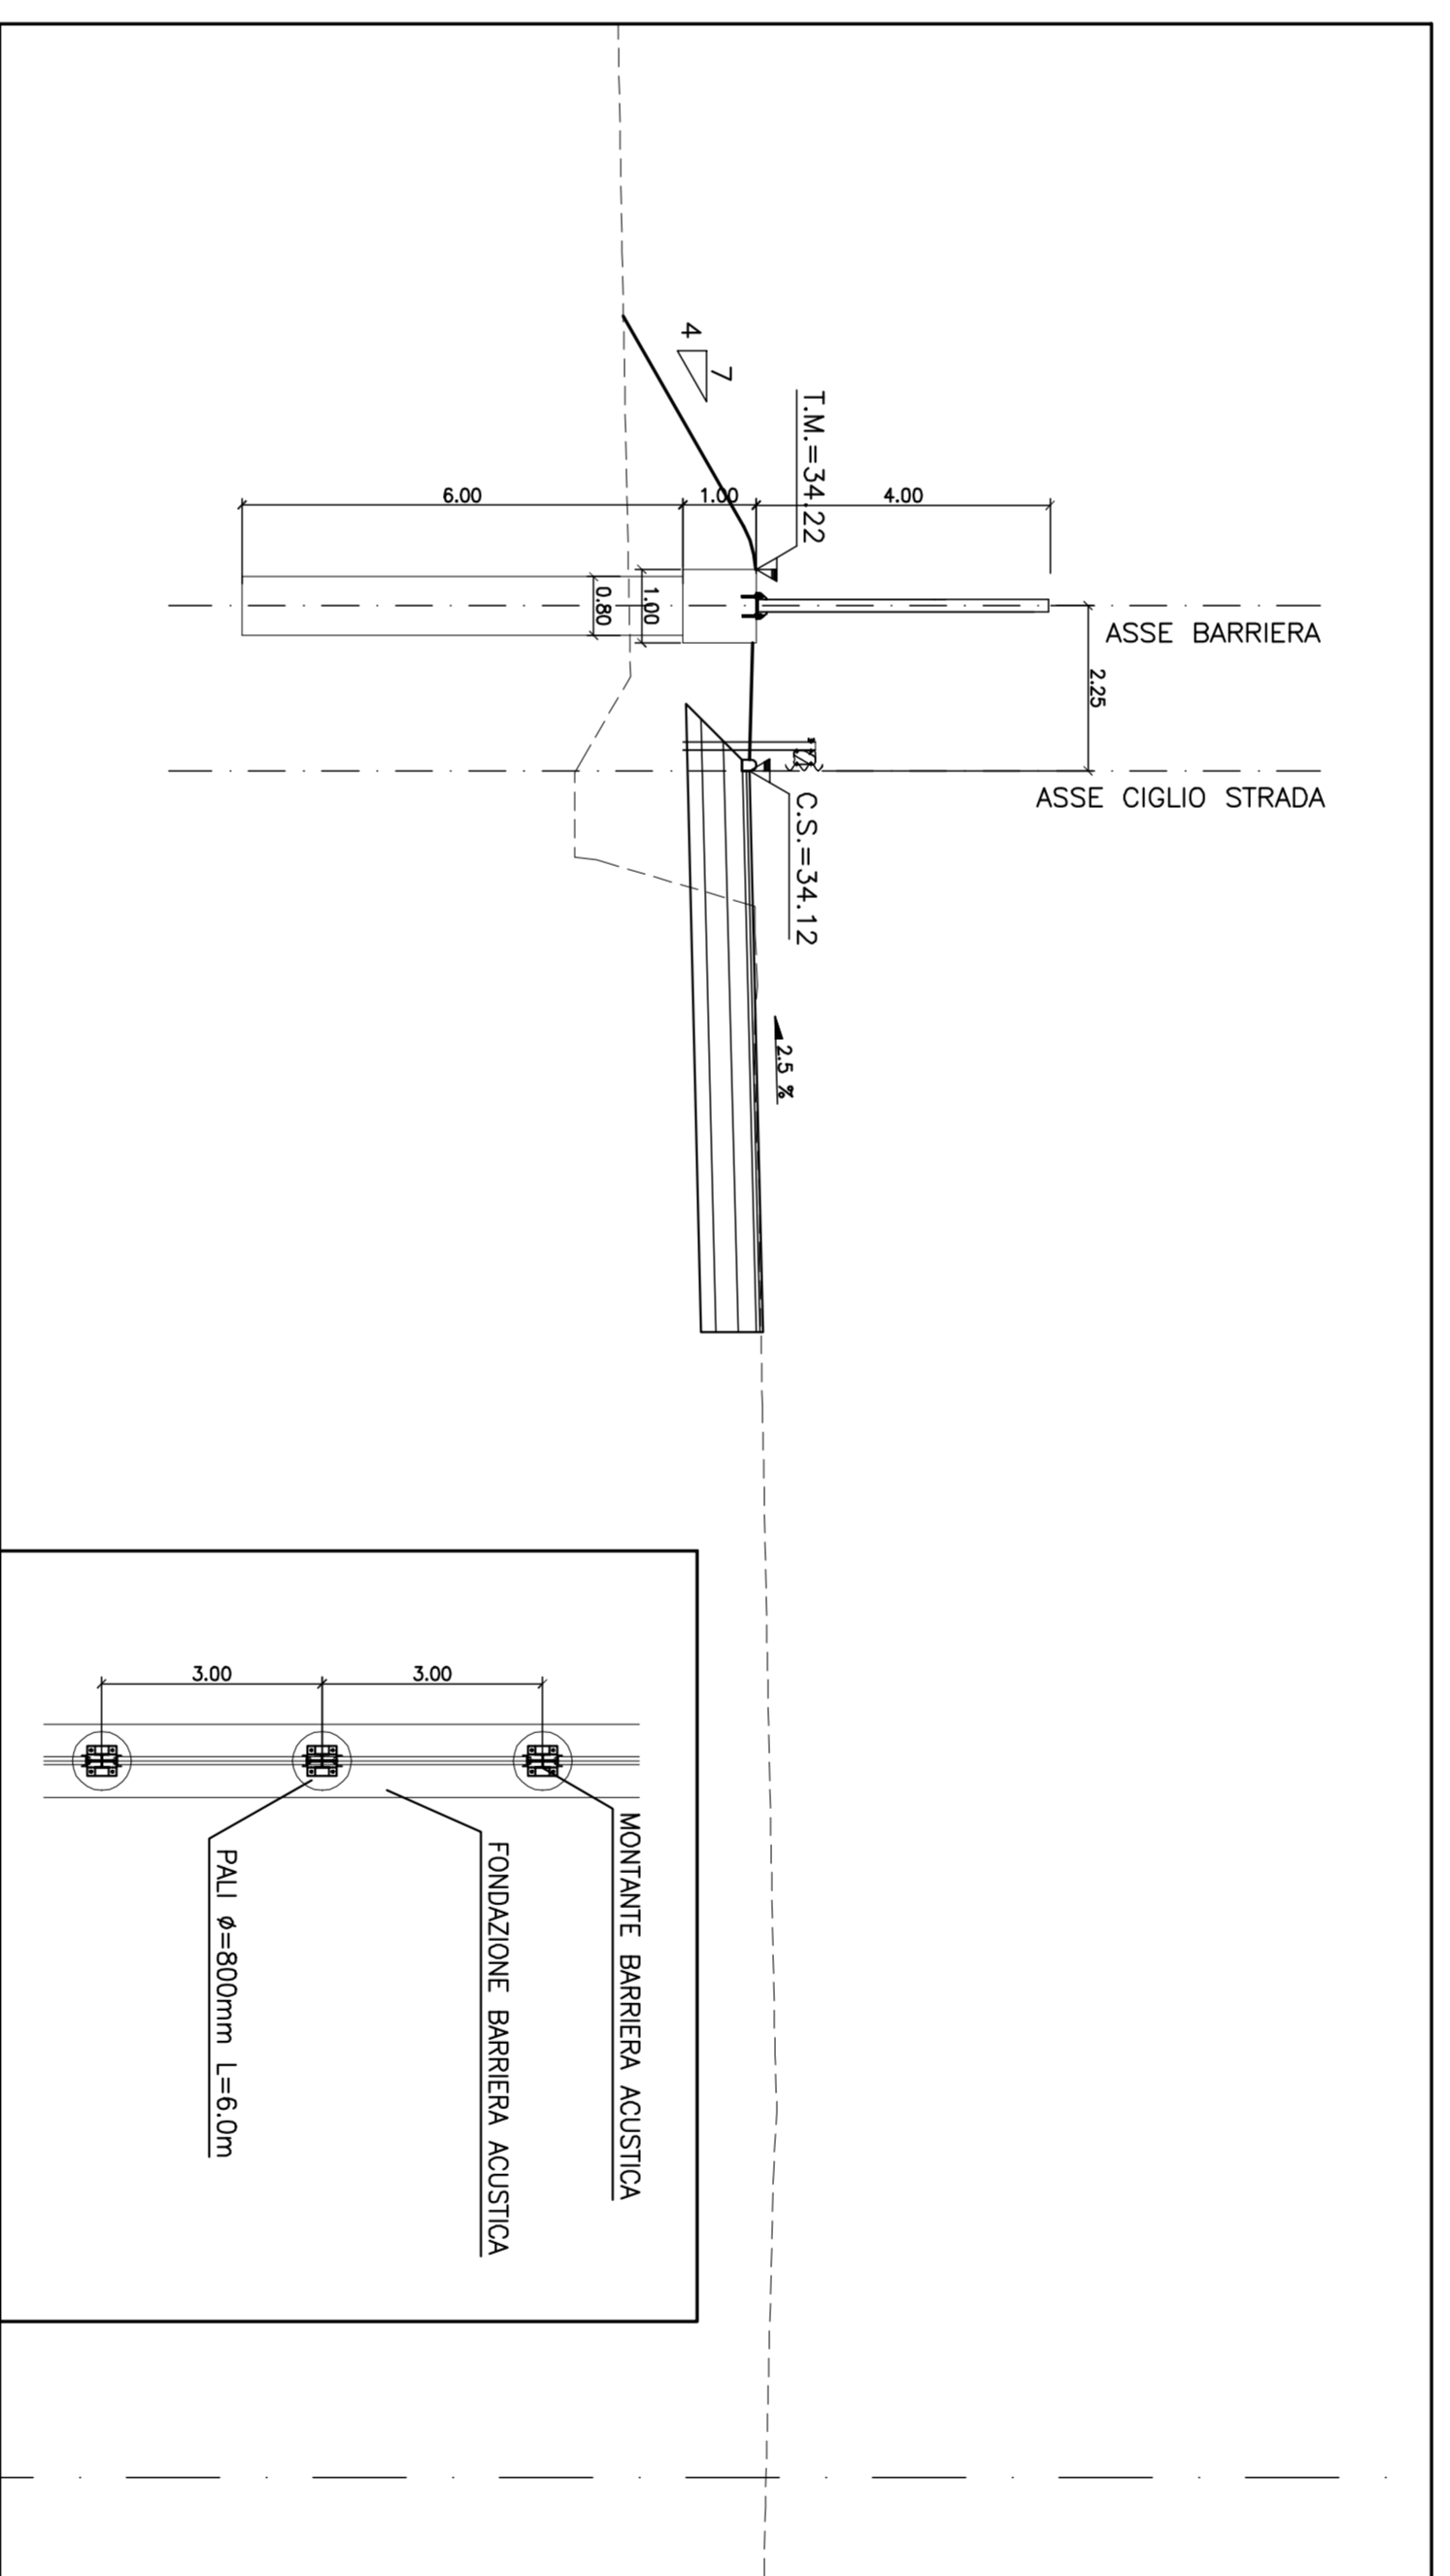 ASSE BARRIERA
2.25
ASSE CIGLIO STRADA
4.00
T.M.=34.22
C.S.=34.12
2.5 %
7
4
1.00
6.00
1.00
0.80
3.00
3.00
MONTANTE BARRIERA ACUSTICA
FONDAZIONE BARRIERA ACUSTICA
PALI ø=800mm L=6.0m